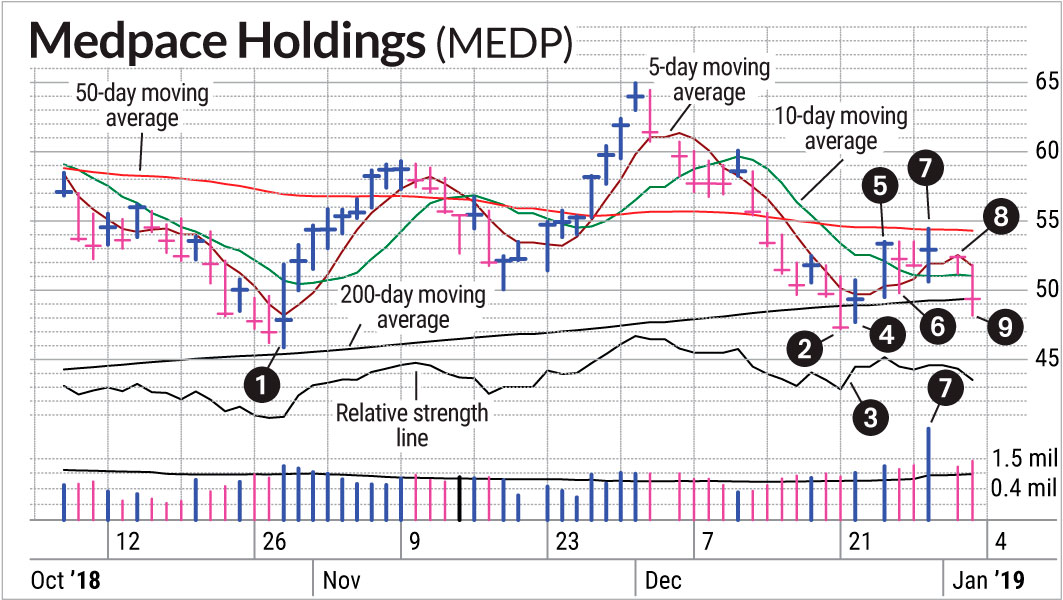 Medpace Holdings (MEDP)
50-day moving
average
5-day moving
average
10-day moving
average
200-day moving
average
Relative strength
line
1
2
3
4
5
6
7
8
9
7
65
60
55
50
45
1.5 mil
0.4 mil
12 26 9 23 7 21 4
Oct ’18 Nov Dec Jan ’19